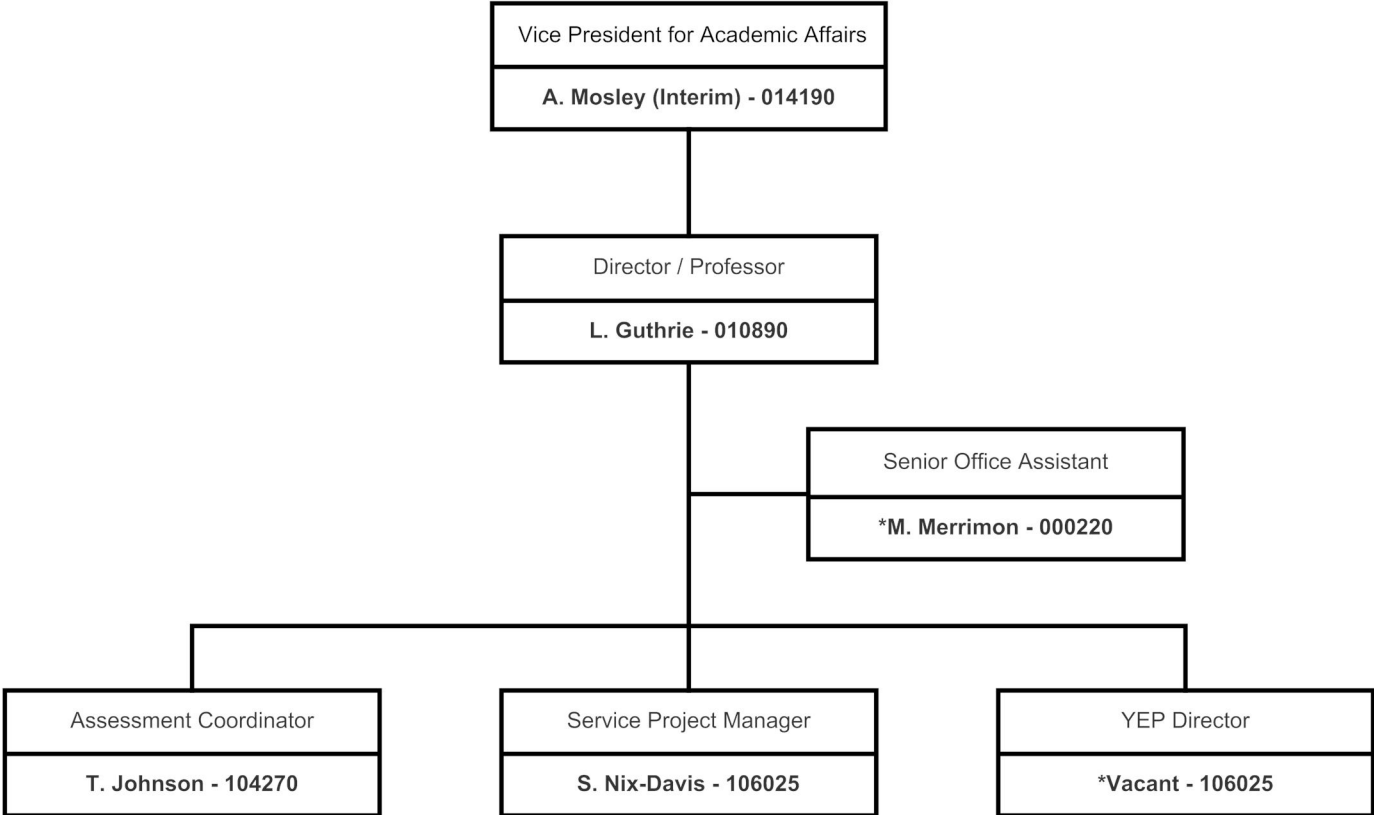 Vice President for Academic Affairs
A. Mosley (Interim) - 014190
Director / Professor
L. Guthrie - 010890
Senior Office Assistant
*M. Merrimon - 000220
Assessment Coordinator
T. Johnson - 104270
Service Project Manager
S. Nix-Davis - 106025
YEP Director
*Vacant - 106025